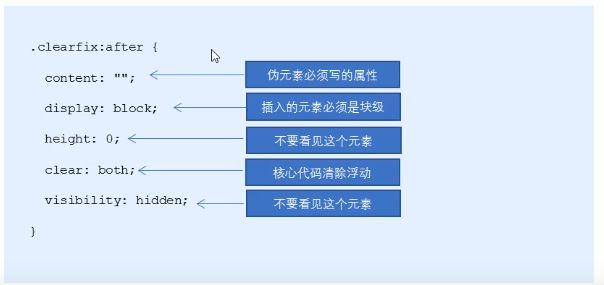 .clearfix:after {
content: "";
伪元素必须写的属性
display: block;
插入的元素必须是块级
height: 0;
不要看见这个元素
clear: both;
核心代码清除浮动
visibility: hidden;
不要看见这个元素
}